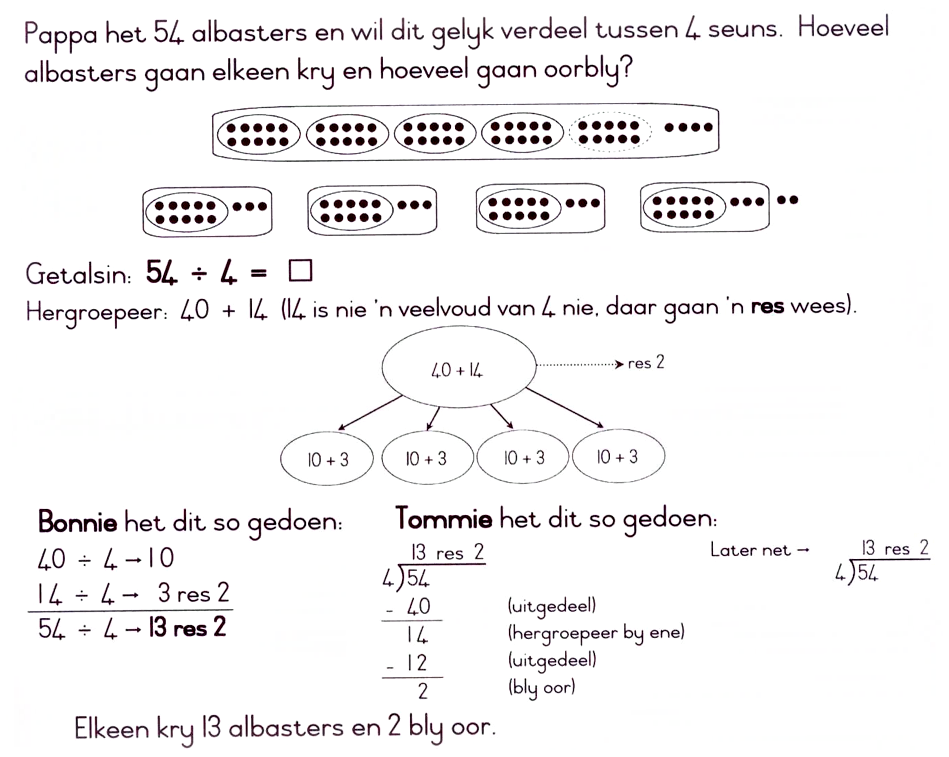 Pappa het 54 albasters en wil dit gelyk verdeel tussen 4 seuns. Hoeveel
albasters gaan elkeen kry en hoeveel gaan oorbly?
Getalsin: 54 ÷ 4 = □
Hergroepeer: 40 + 14 (14 is nie 'n veelvoud van 4 nie, daar gaan 'n res wees).
40 + 14
res 2
10 + 3
10 + 3
10 + 3
10 + 3
Bonnie het dit so gedoen:
40 ÷ 4 → 10
14 ÷ 4 → 3 res 2
54 ÷ 4 → 13 res 2
Tommie het dit so gedoen:
13 res 2
4)54
- 40 (uitgedeel)
14 (hergroepeer by ene)
- 12 (uitgedeel)
2 (bly oor)
Later net → 13 res 2
4)54
Elkeen kry 13 albasters en 2 bly oor.